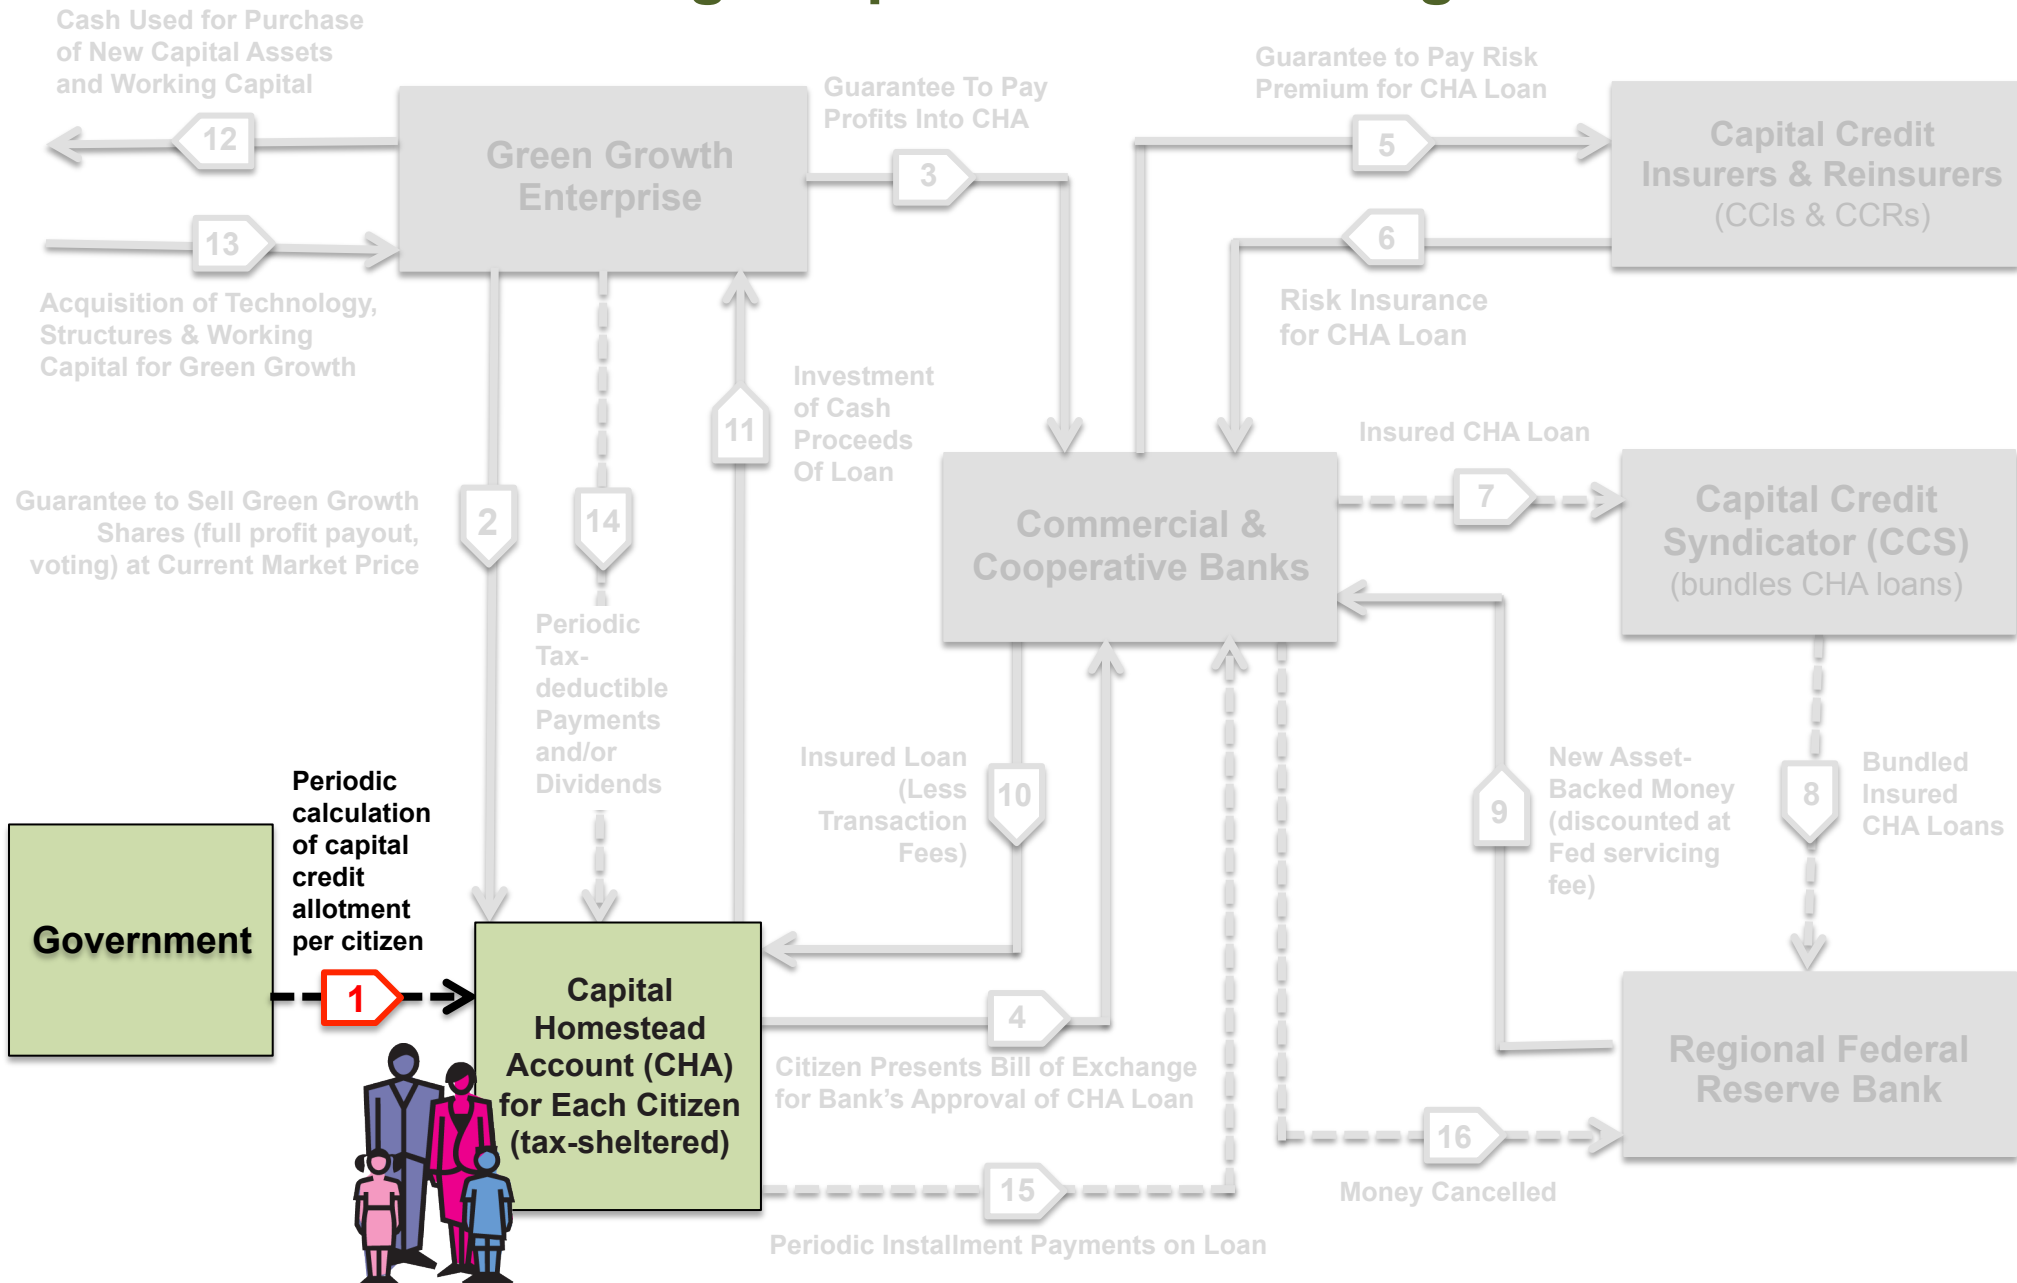 Cash Used for Purchase
of New Capital Assets
and Working Capital
12
13
Acquisition of Technology,
Structures & Working
Capital for Green Growth
Green Growth
Enterprise
Guarantee To Pay
Profits Into CHA
3
Guarantee to Pay Risk
Premium for CHA Loan
5
Capital Credit
Insurers & Reinsurers
(CCIs & CCRs)
6
Risk Insurance
for CHA Loan
Investment
of Cash
Proceeds
Of Loan
11
Guarantee to Sell Green Growth
Shares (full profit payout,
voting) at Current Market Price
2
14
Periodic
Tax-
deductible
Payments
and/or
Dividends
Commercial &
Cooperative Banks
Insured CHA Loan
7
Capital Credit
Syndicator (CCS)
(bundles CHA loans)
Insured Loan
(Less
Transaction
Fees)
10
New Asset-
Backed Money
(discounted at
Fed servicing
fee)
9
8
Bundled
Insured
CHA Loans
Government
Periodic
calculation
of capital
credit
allotment
per citizen
1
Capital
Homestead
Account (CHA)
for Each Citizen
(tax-sheltered)
4
Citizen Presents Bill of Exchange
for Bank's Approval of CHA Loan
15
Periodic Installment Payments on Loan
16
Money Cancelled
Regional Federal
Reserve Bank